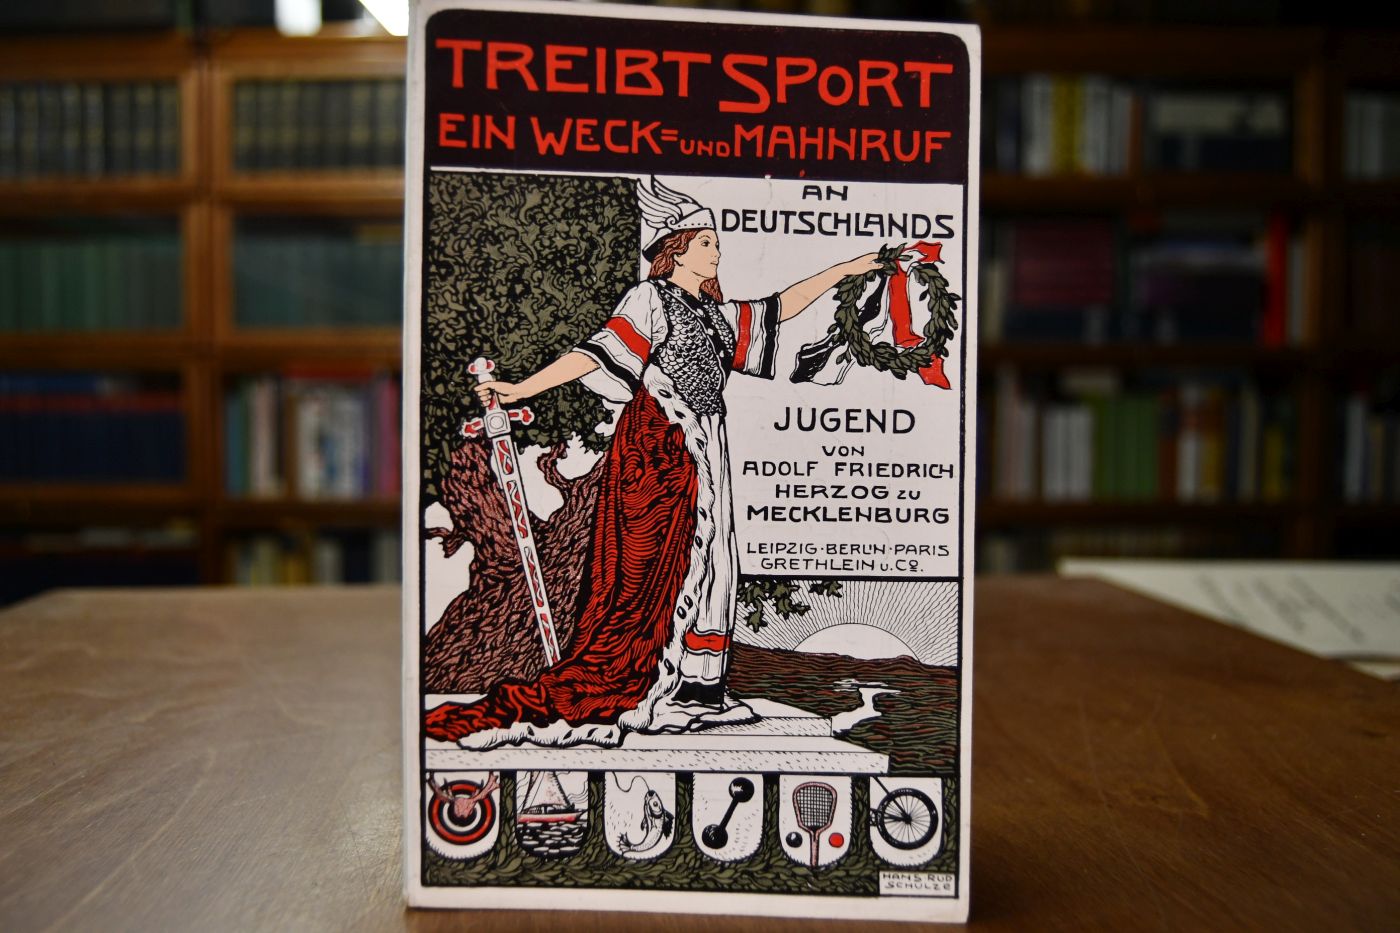 TREIBT SPORT
EIN WECK= UND MAHNRUF
AN
DEUTSCHLANDS
JUGEND
VON
ADOLF FRIEDRICH
HERZOG ZU
MECKLENBURG
LEIPZIG·BERLIN·PARIS
GRETHLEIN U. Co.
HANS RUD
SCHULZE